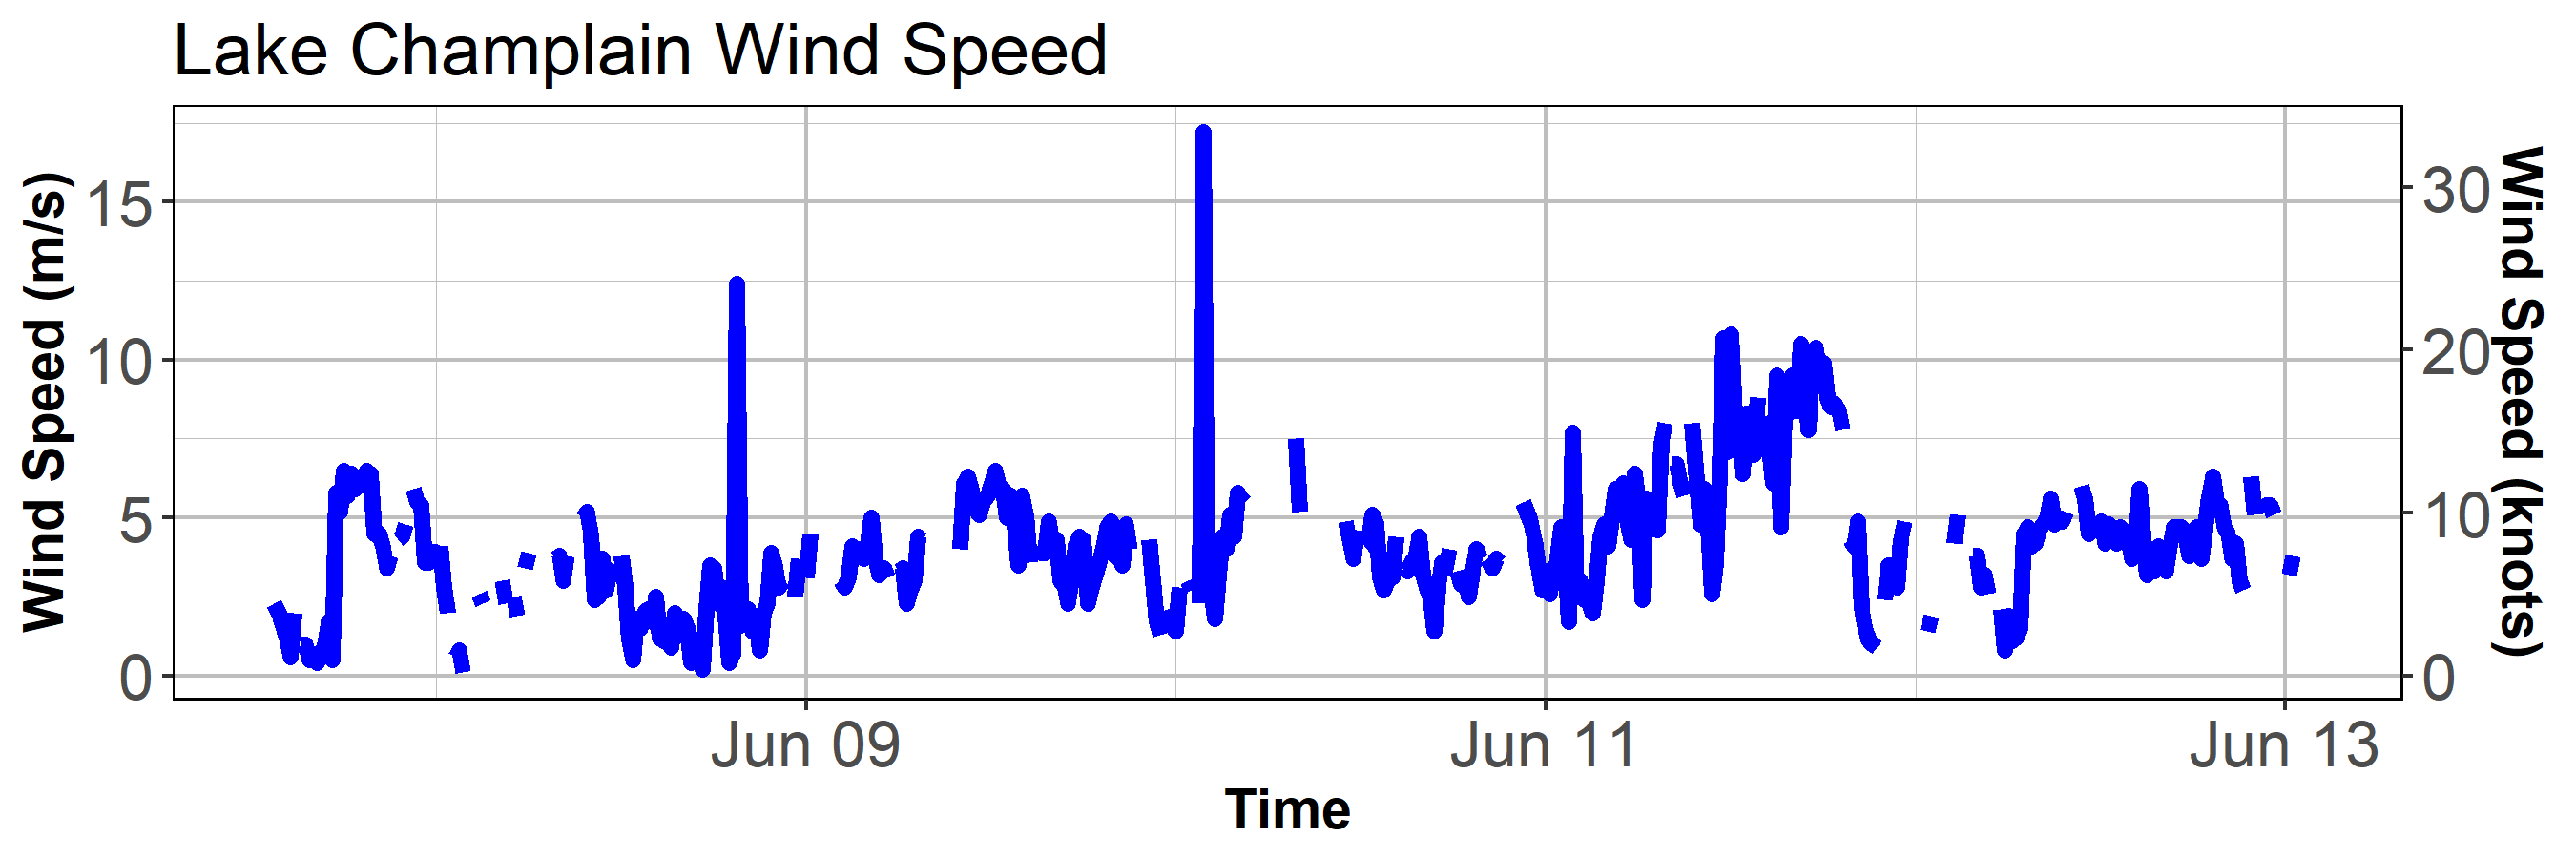 Lake Champlain Wind Speed
Wind Speed (m/s)
15
10
5
0
30
20
10
0
Wind Speed (knots)
Jun 09
Jun 11
Jun 13
Time